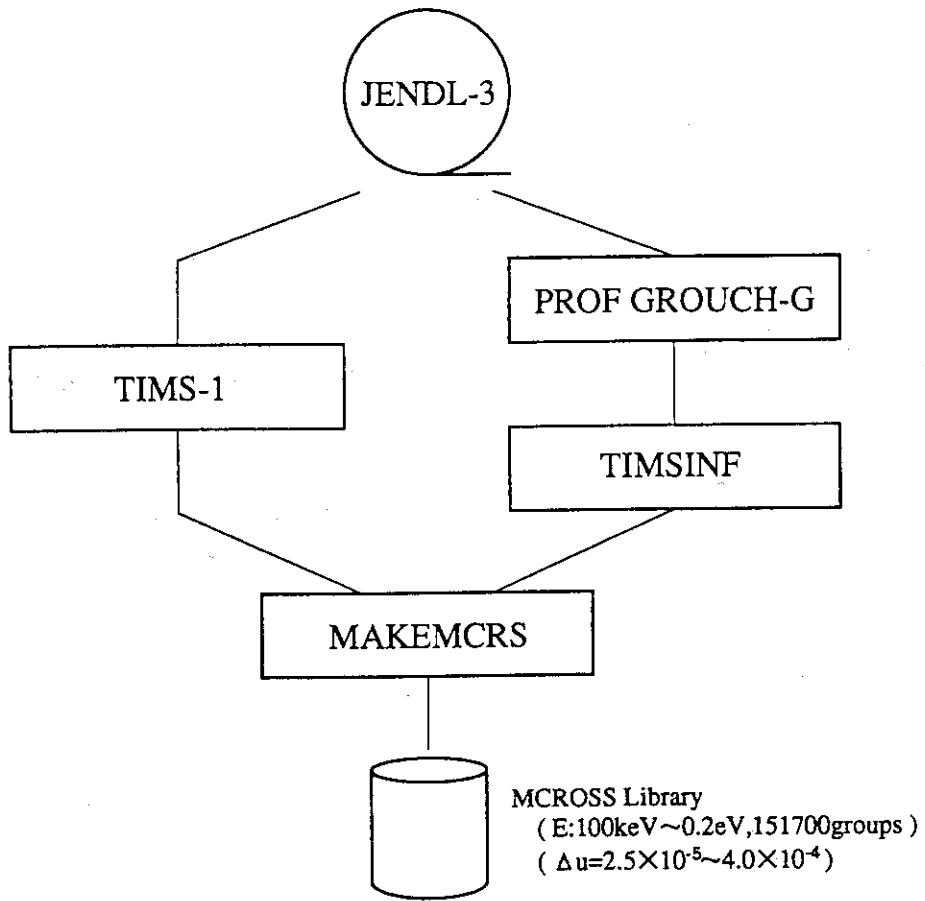 JENDL-3
PROF GROUCH-G
TIMS-1
TIMSINF
MAKEMCRS
MCROSS Library
( E:100keV～0.2eV,151700groups )
( Δu=2.5×10⁻⁵～4.0×10⁻⁴)